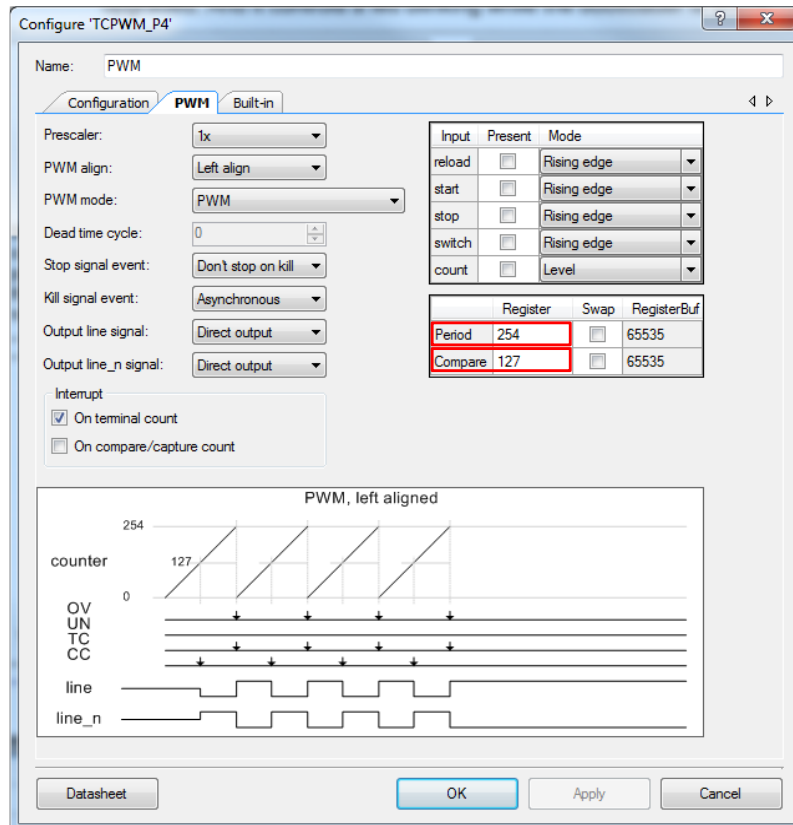 Configure 'TCPWM_P4'
Name: PWM
Configuration PWM Built-in
Prescaler: 1x
PWM align: Left align
PWM mode: PWM
Dead time cycle: 0
Stop signal event: Don't stop on kill
Kill signal event: Asynchronous
Output line signal: Direct output
Output line_n signal: Direct output
Interrupt
On terminal count
On compare/capture count
Input Present Mode
reload Rising edge
start Rising edge
stop Rising edge
switch Rising edge
count Level
Register Swap RegisterBuf
Period 254 65535
Compare 127 65535
PWM, left aligned
254
counter 127
0
OV
UN
TC
CC
line
line_n
Datasheet OK Apply Cancel